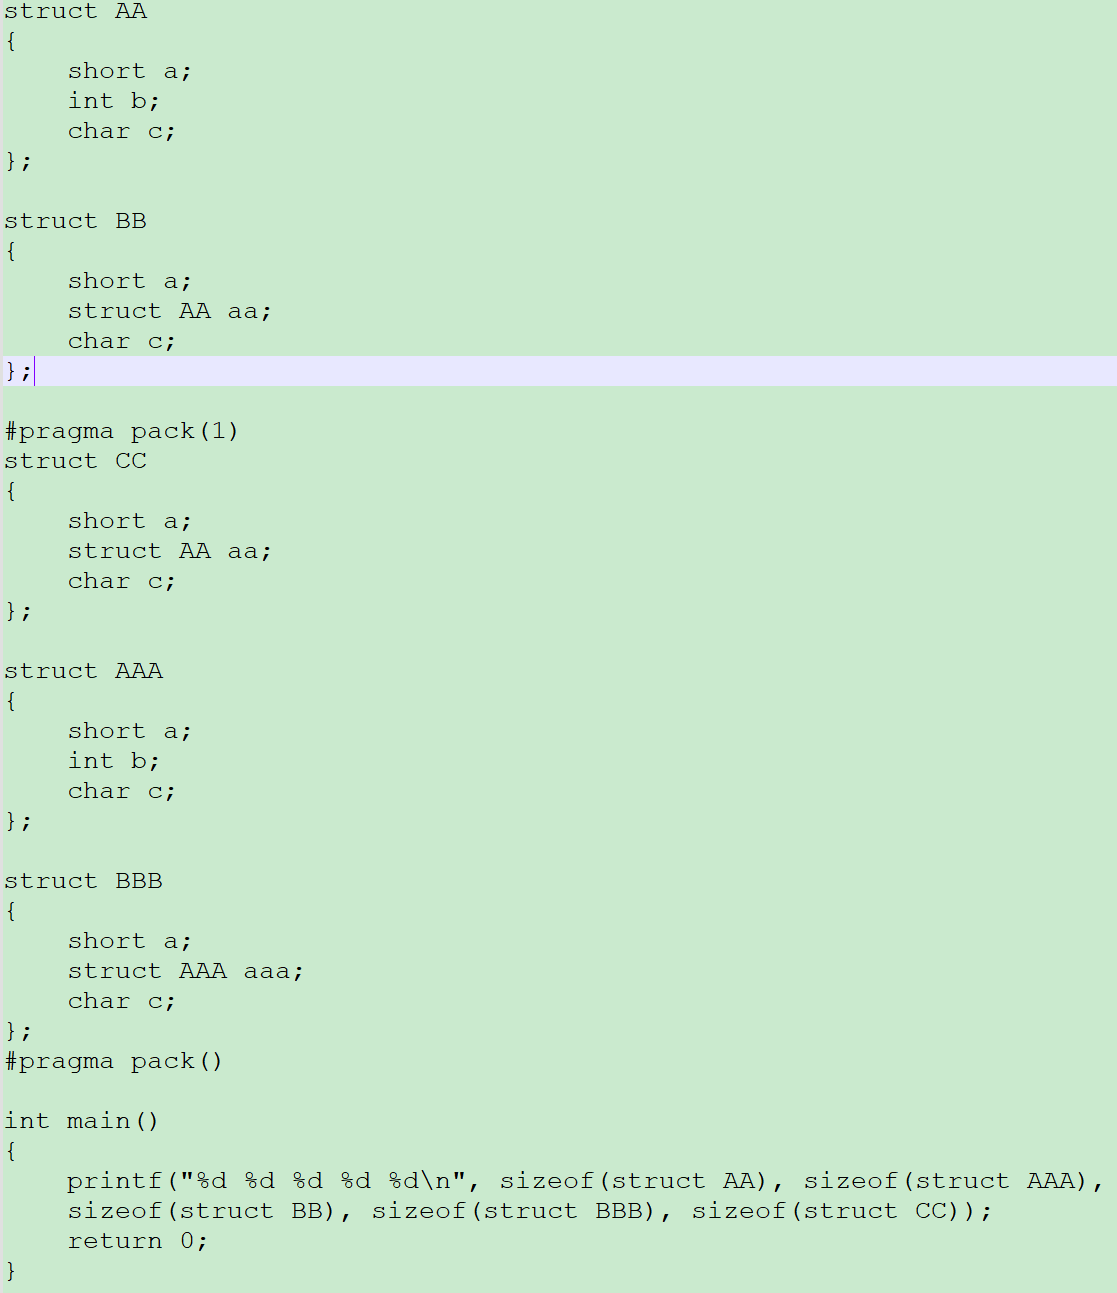 struct AA
{
    short a;
    int b;
    char c;
};

struct BB
{
    short a;
    struct AA aa;
    char c;
};

#pragma pack(1)
struct CC
{
    short a;
    struct AA aa;
    char c;
};

struct AAA
{
    short a;
    int b;
    char c;
};

struct BBB
{
    short a;
    struct AAA aaa;
    char c;
};
#pragma pack()

int main()
{
    printf("%d %d %d %d %d\n", sizeof(struct AA), sizeof(struct AAA),
    sizeof(struct BB), sizeof(struct BBB), sizeof(struct CC));
    return 0;
}